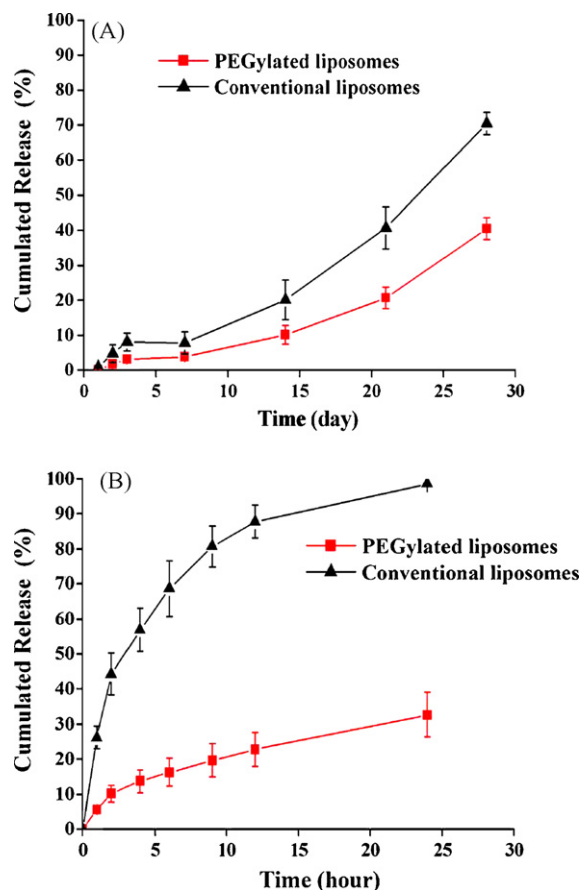 (A)
PEGylated liposomes
Conventional liposomes
Cumulated Release (%)
100
90
80
70
60
50
40
30
20
10
0
0 5 10 15 20 25 30
Time (day)
(B)
PEGylated liposomes
Conventional liposomes
Cumulated Release (%)
100
90
80
70
60
50
40
30
20
10
0
0 5 10 15 20 25 30
Time (hour)